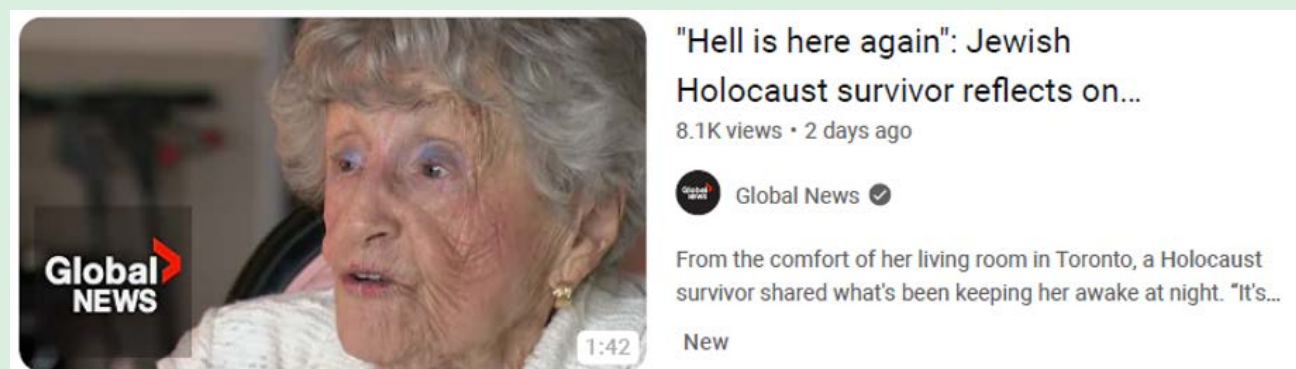 Global
NEWS
1:42
"Hell is here again": Jewish
Holocaust survivor reflects on...
8.1K views • 2 days ago
Global
NEWS
Global News
From the comfort of her living room in Toronto, a Holocaust
survivor shared what's been keeping her awake at night. “It's...
New